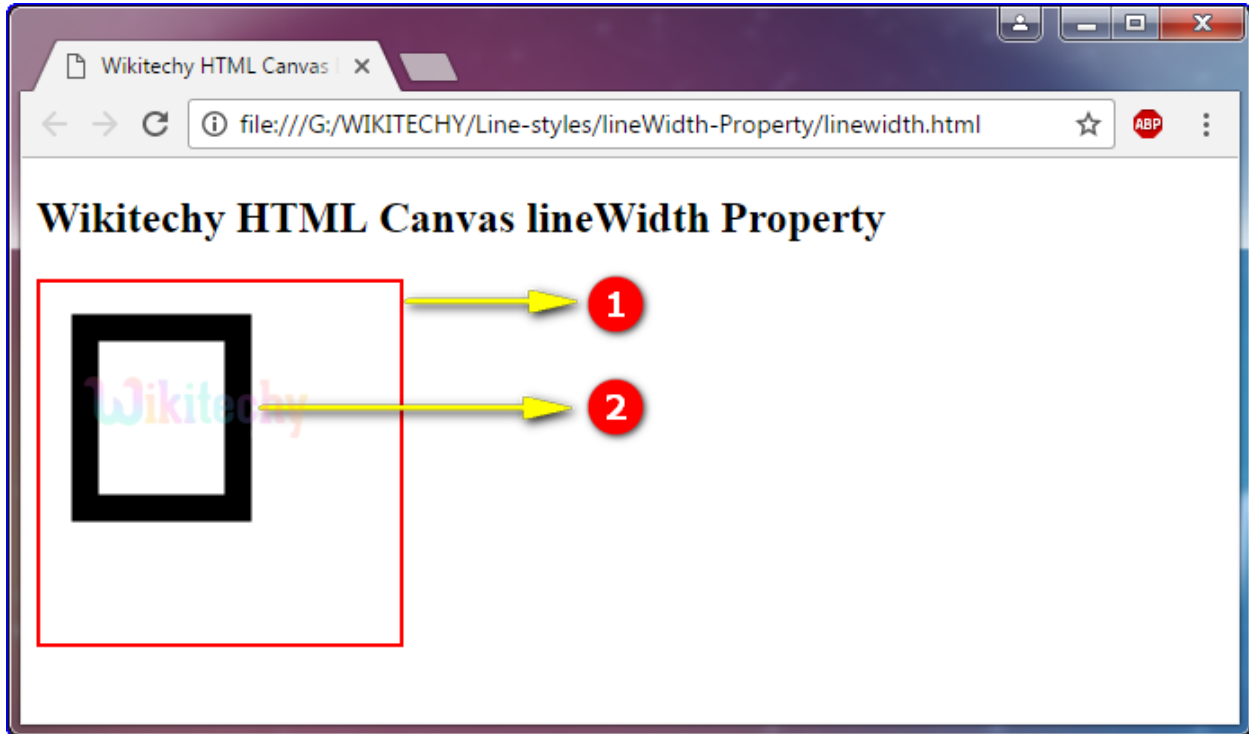 Wikitechy HTML Canvas l
file:///G:/WIKITECHY/Line-styles/lineWidth-Property/linewidth.html
ABP
Wikitechy HTML Canvas lineWidth Property
1
Wikitechy
2